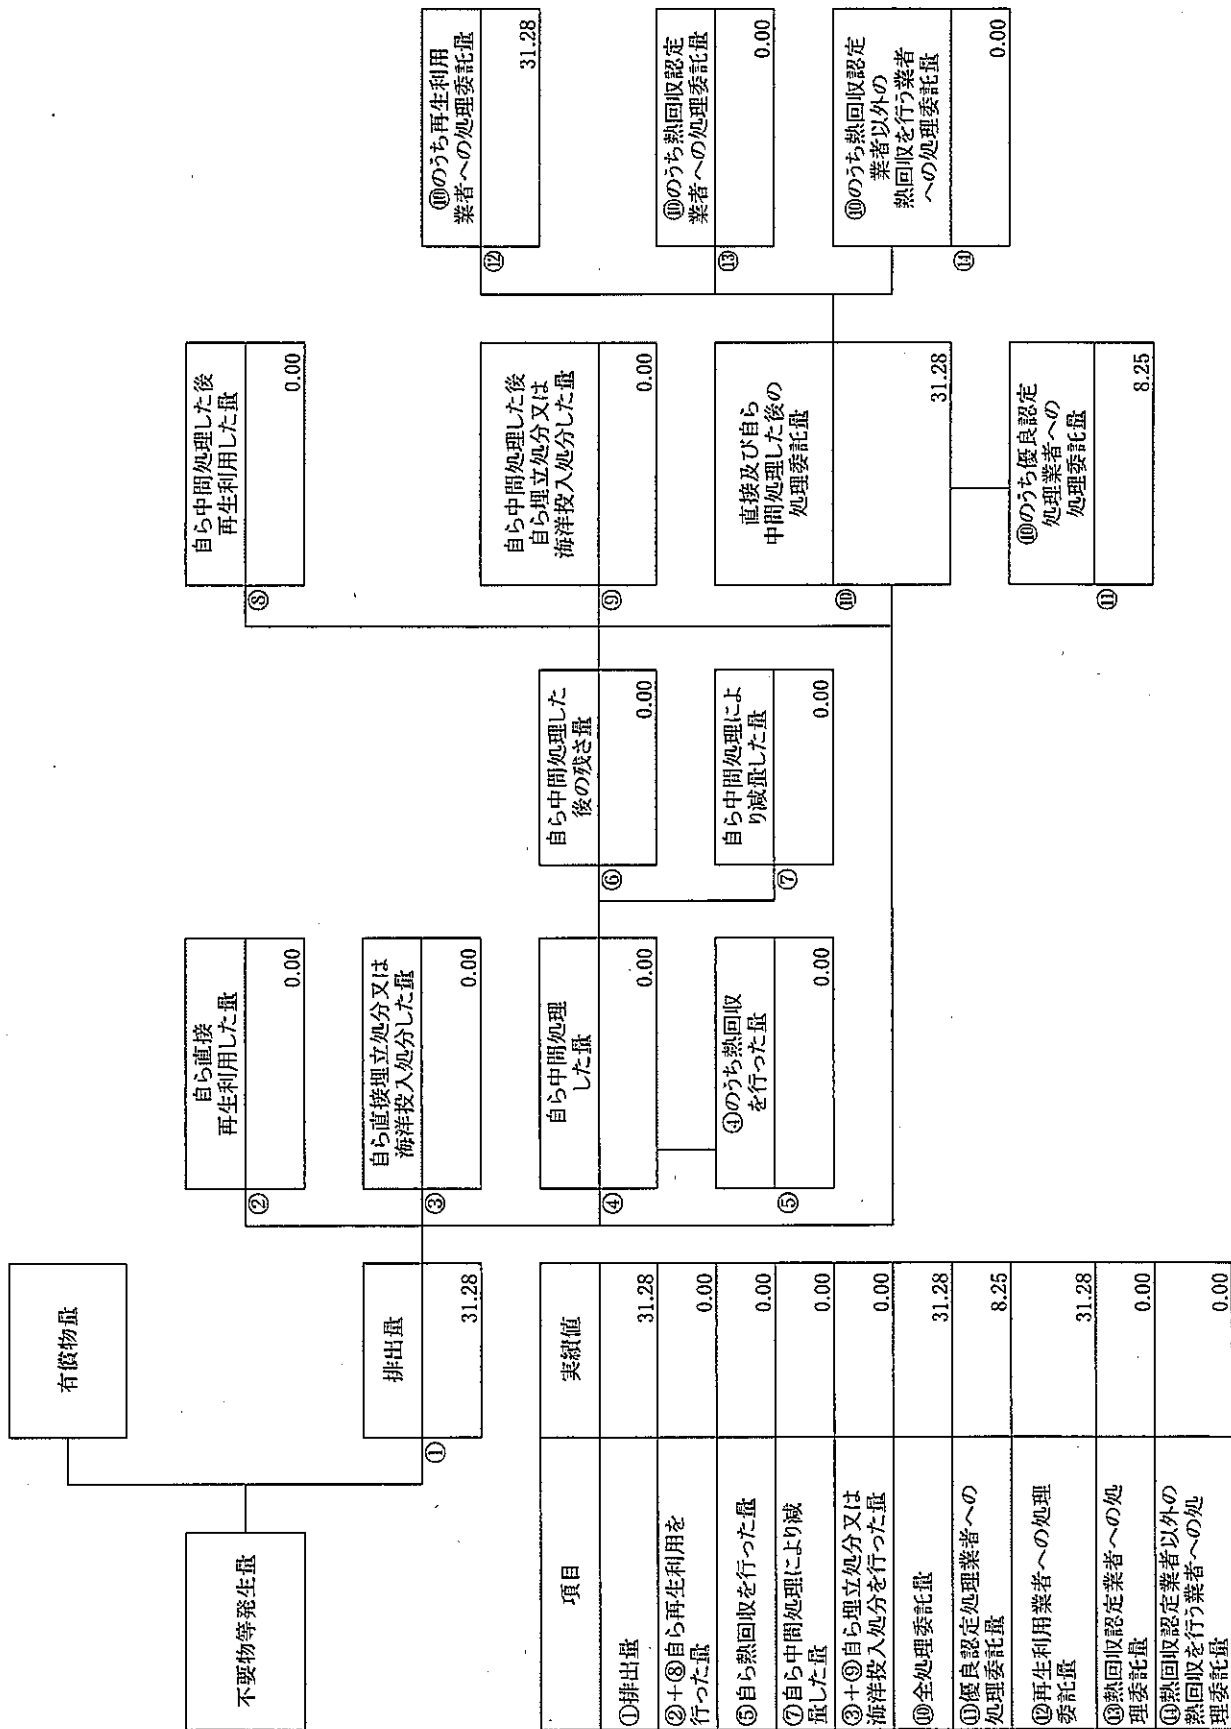 不要物等発生量
有償物量
排出量
①
31.28
自ら直接
再生利用した量
②
0.00
自ら直接埋立処分又は
海洋投入処分した量
③
0.00
自ら中間処理
した量
④
0.00
④のうち熱回収
を行った量
⑤
0.00
自ら中間処理した
後の残さ量
⑥
0.00
自ら中間処理によ
り減量した量
⑦
0.00
自ら中間処理した後
再生利用した量
⑧
0.00
自ら中間処理した後
自ら埋立処分又は
海洋投入処分した量
⑨
0.00
直接及び自ら
中間処理した後の
処理委託量
⑩
31.28
⑩のうち優良認定
処理業者への
処理委託量
⑪
8.25
⑩のうち再生利用
業者への処理委託量
⑫
31.28
⑩のうち熱回収認定
業者への処理委託量
⑬
0.00
⑩のうち熱回収認定
業者以外の
熱回収を行う業者
への処理委託量
⑭
0.00
項目 実績値
①排出量 31.28
②+⑧自ら再生利用を
行った量 0.00
⑤自ら熱回収を行った量 0.00
⑦自ら中間処理により減
量した量 0.00
③+⑨自ら埋立処分又は
海洋投入処分を行った量 0.00
⑩全処理委託量 31.28
⑪優良認定処理業者への
処理委託量 8.25
⑫再生利用業者への処理
委託量 31.28
⑬熱回収認定業者への処
理委託量 0.00
⑭熱回収認定業者以外の
熱回収を行う業者への処
理委託量 0.00